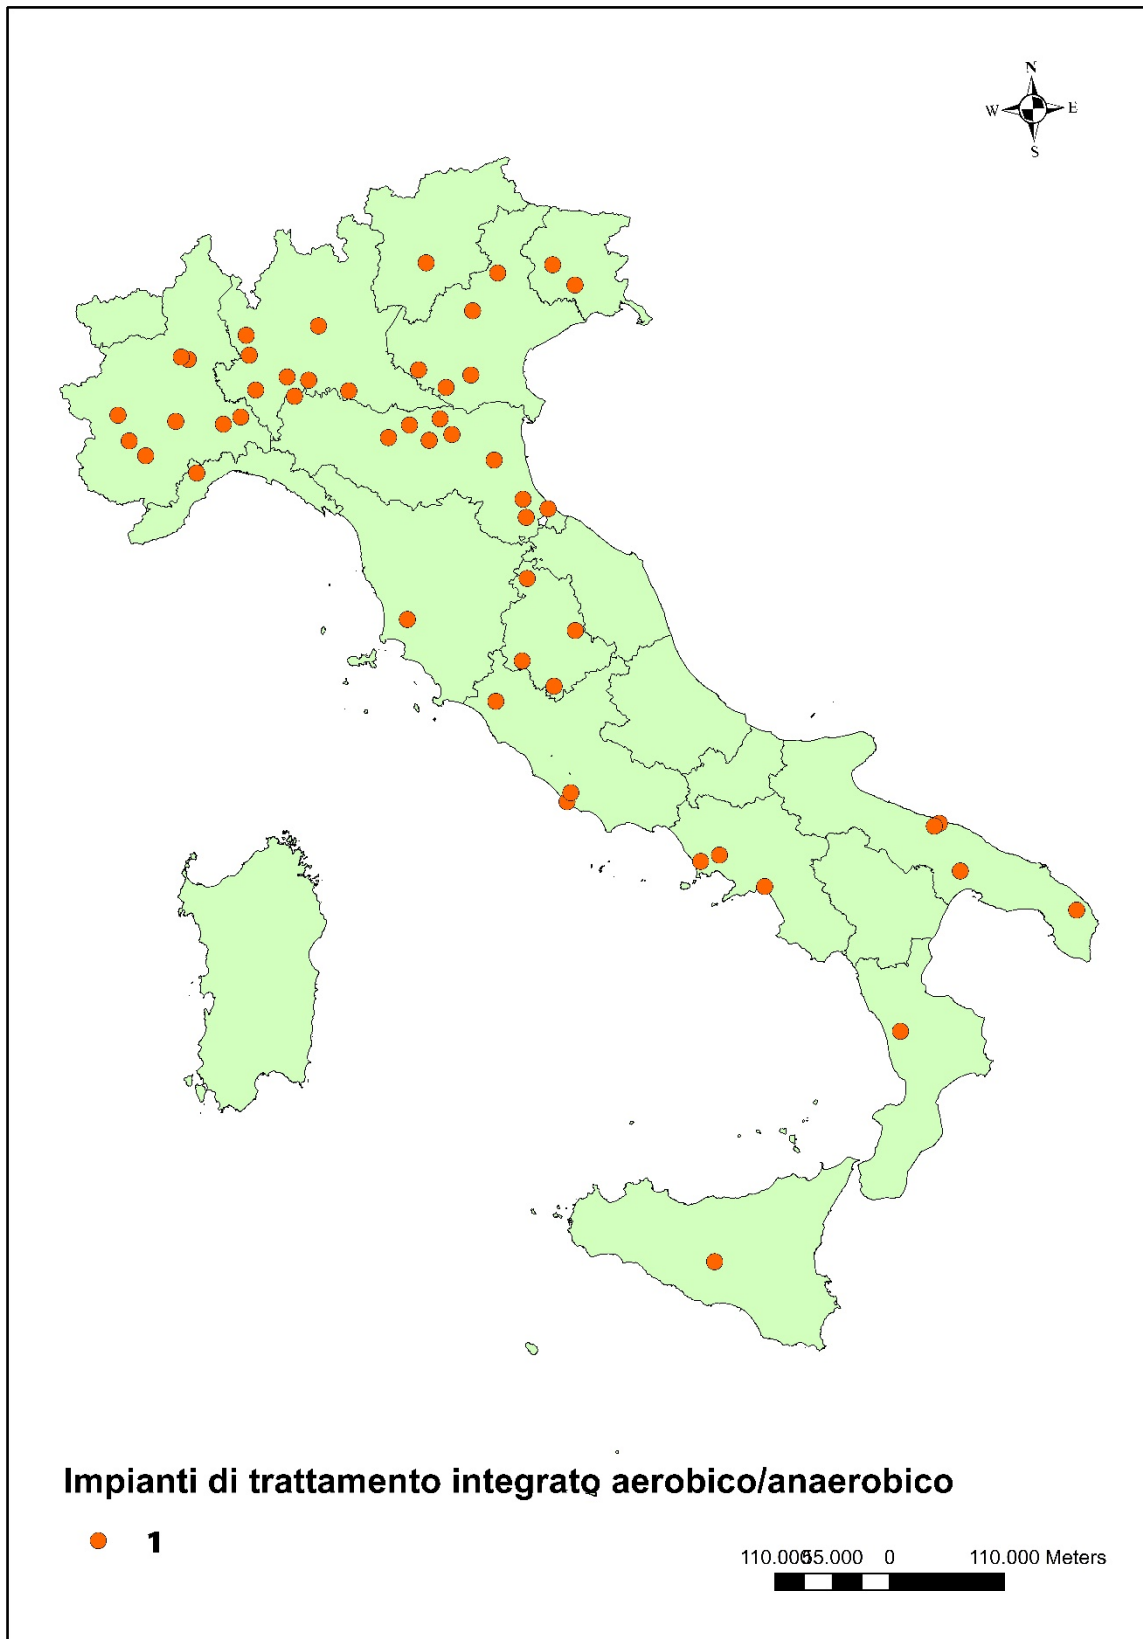 N
W E
S
Impianti di trattamento integrato aerobico/anaerobico
1
110.00055.000 0 110.000 Meters